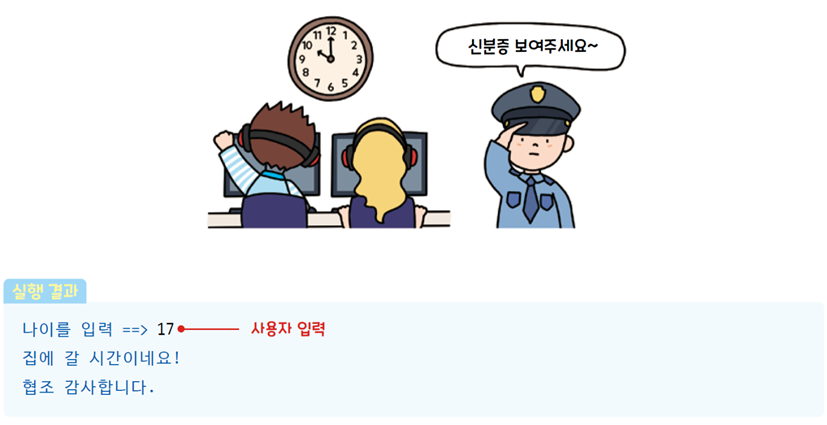 12
11 1
10 2
9 3
8 4
7 5
6
신분증 보여주세요~
실행 결과
나이를 입력 ==> 17 사용자 입력
집에 갈 시간이네요!
협조 감사합니다.